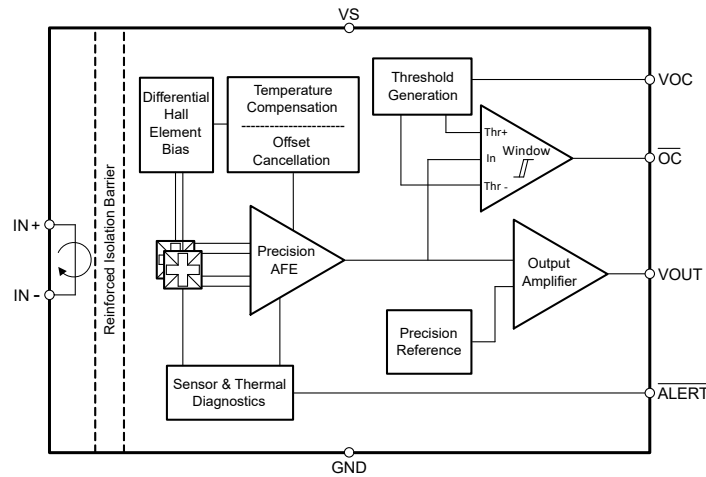 VS
Differential
Hall
Element
Bias
Temperature
Compensation
Offset
Cancellation
Threshold
Generation
VOC
Thr+
In
Window
Thr -
OC
Reinforced Isolation Barrier
IN +
IN -
Precision
AFE
Output
Amplifier
VOUT
Precision
Reference
Sensor & Thermal
Diagnostics
ALERT
GND